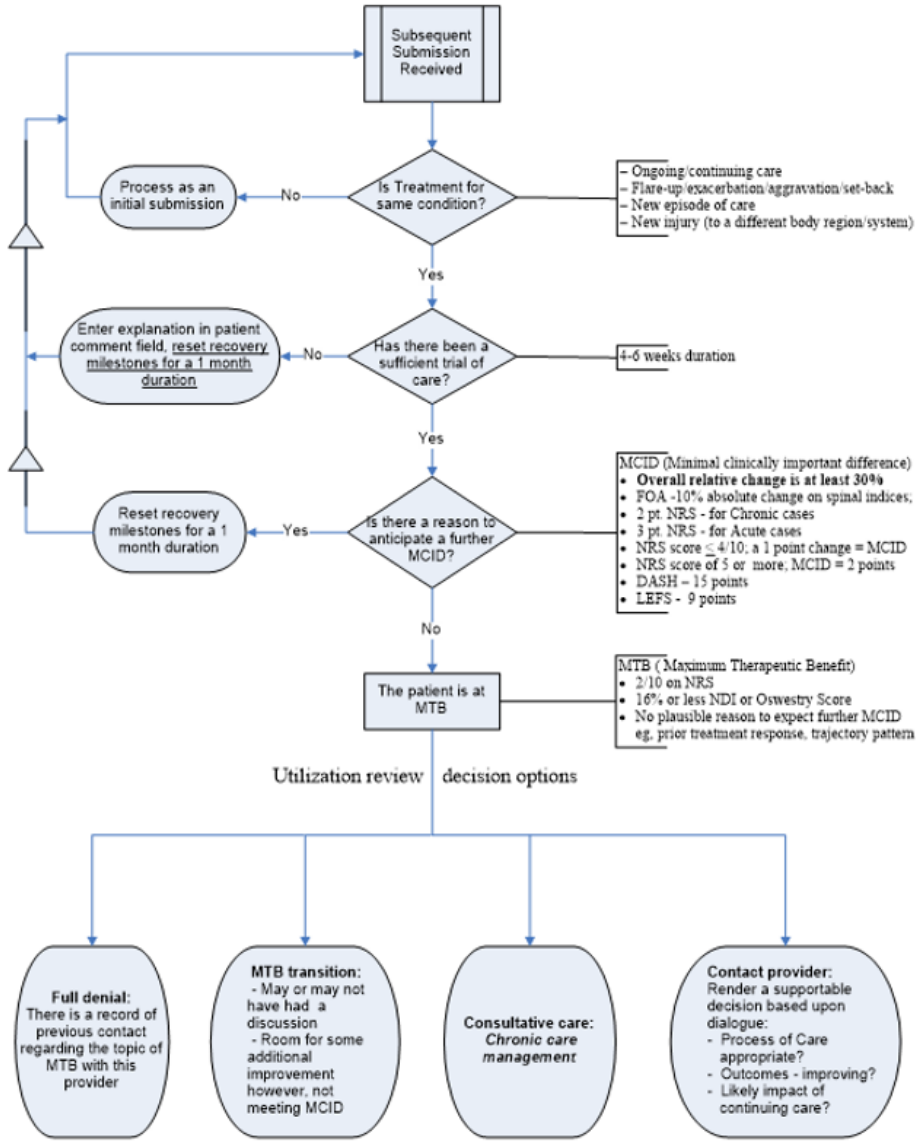 Subsequent
Submission
Received
Is Treatment for
same condition?
No
Process as an
initial submission
– Ongoing/continuing care
– Flare-up/exacerbation/aggravation/set-back
– New episode of care
– New injury (to a different body region/system)
Yes
Has there been a
sufficient trial of
care?
No
Enter explanation in patient
comment field, reset recovery
milestones for a 1 month
duration
4-6 weeks duration
Yes
Is there a reason to
anticipate a further
MCID?
Yes
Reset recovery
milestones for a 1
month duration
MCID (Minimal clinically important difference)
• Overall relative change is at least 30%
• FOA -10% absolute change on spinal indices;
• 2 pt. NRS - for Chronic cases
• 3 pt. NRS - for Acute cases
• NRS score ≤ 4/10; a 1 point change = MCID
• NRS score of 5 or more; MCID = 2 points
• DASH – 15 points
• LEFS - 9 points
No
The patient is at
MTB
MTB ( Maximum Therapeutic Benefit)
• 2/10 on NRS
• 16% or less NDI or Oswestry Score
• No plausible reason to expect further MCID
eg, prior treatment response, trajectory pattern
Utilization review decision options
Full denial:
There is a record of
previous contact
regarding the topic of
MTB with this
provider
MTB transition:
- May or may not
have had a
discussion
- Room for some
additional
improvement
however, not
meeting MCID
Consultative care:
Chronic care
management
Contact provider:
Render a supportable
decision based upon
dialogue:
- Process of Care
appropriate?
- Outcomes - improving?
- Likely impact of
continuing care?